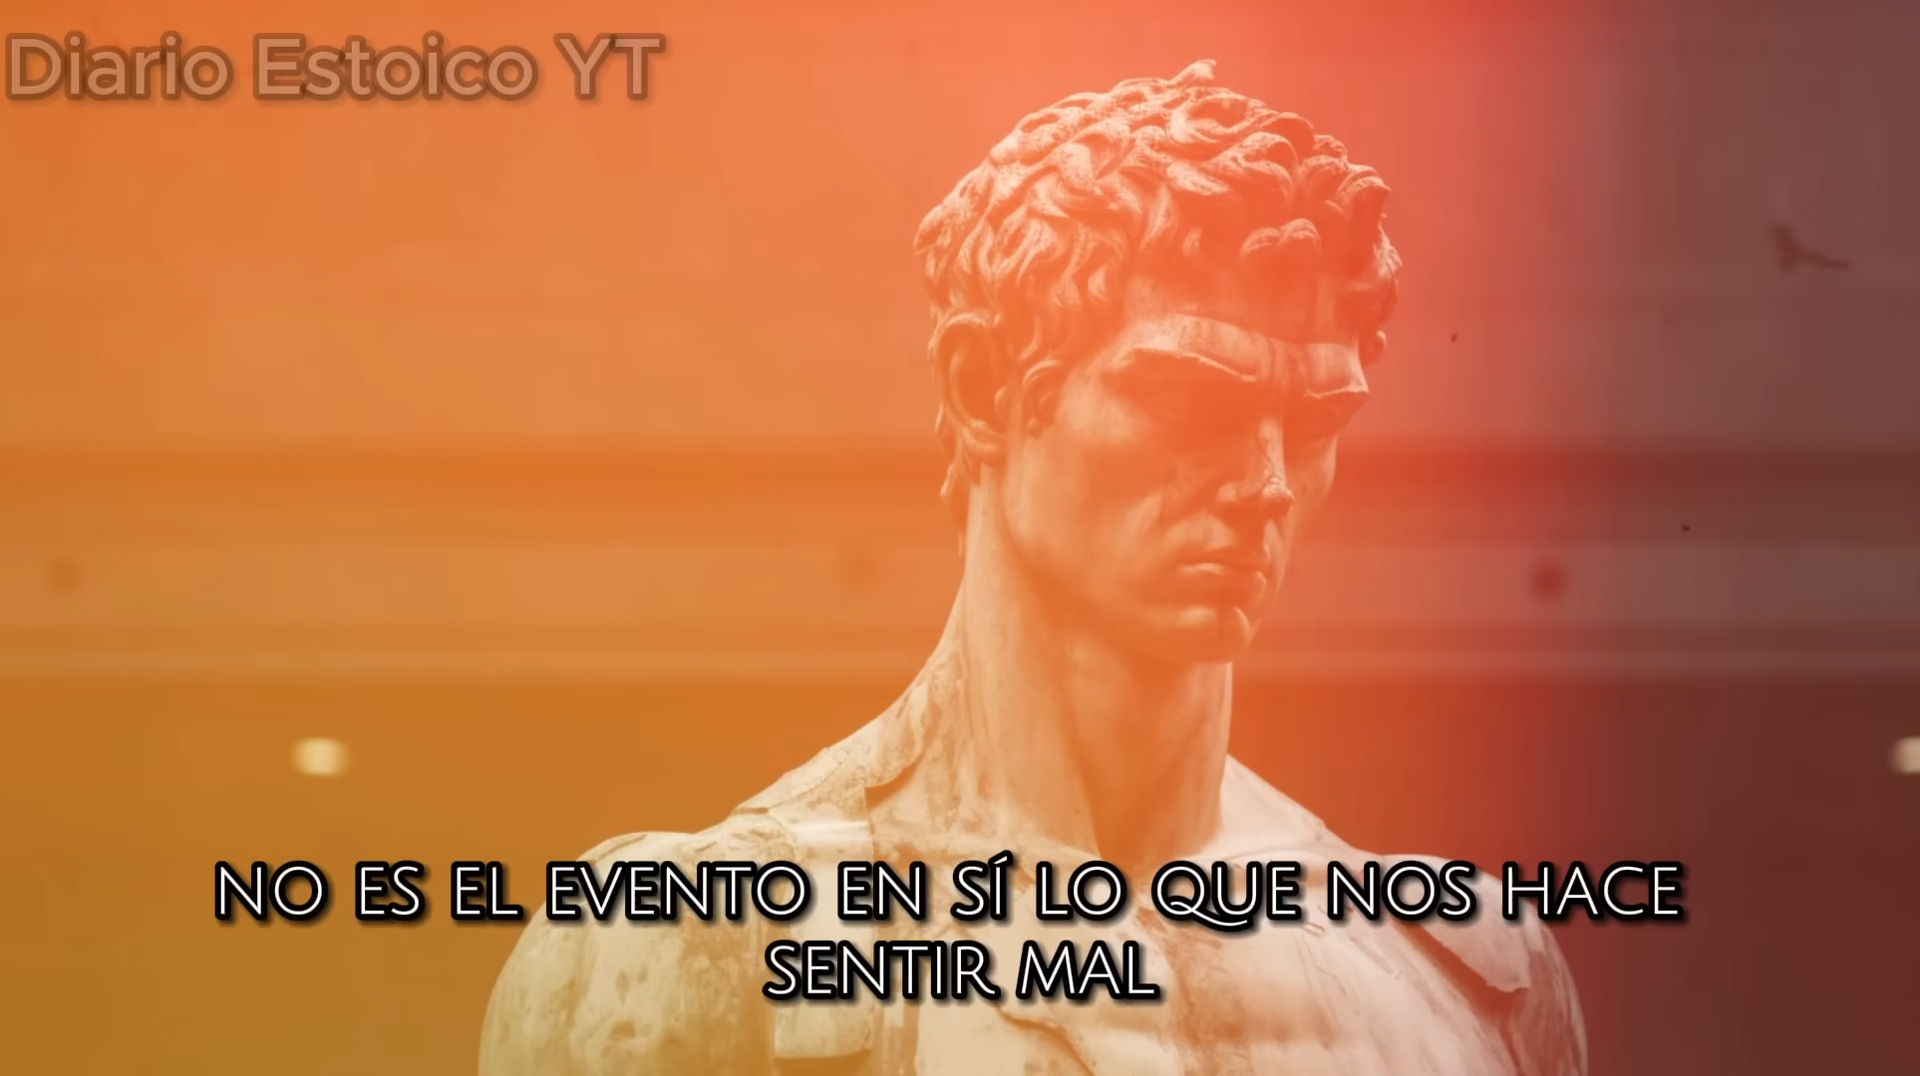 Diario Estoico YT
NO ES EL EVENTO EN SÍ LO QUE NOS HACE
SENTIR MAL